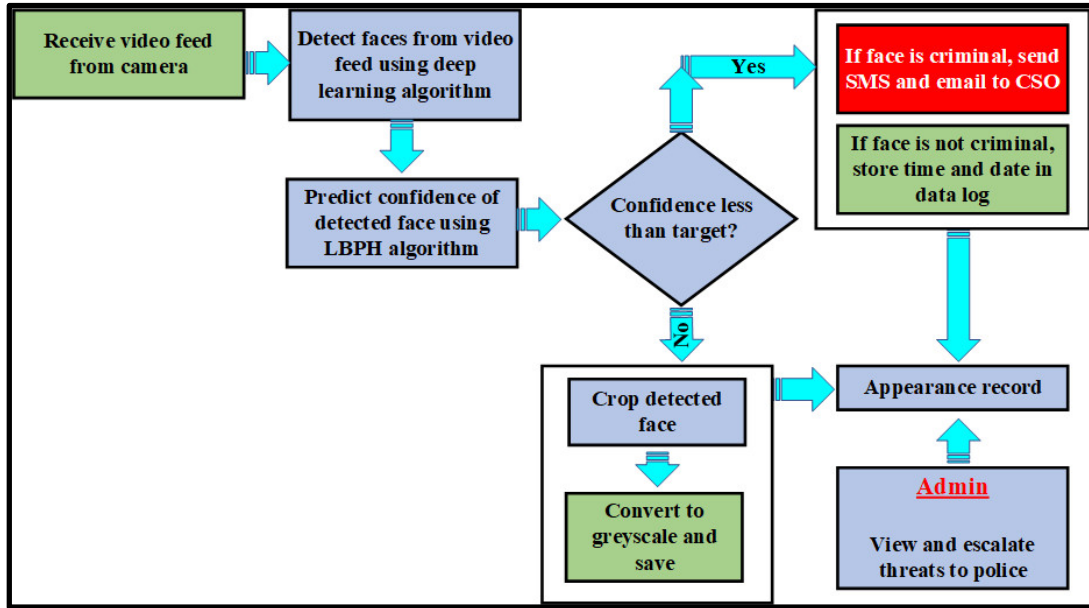 Receive video feed
from camera
Detect faces from video
feed using deep
learning algorithm
Predict confidence of
detected face using
LBPH algorithm
Confidence less
than target?
Yes
If face is criminal, send
SMS and email to CSO
If face is not criminal,
store time and date in
data log
No
Crop detected
face
Convert to
greyscale and
save
Appearance record
Admin
View and escalate
threats to police